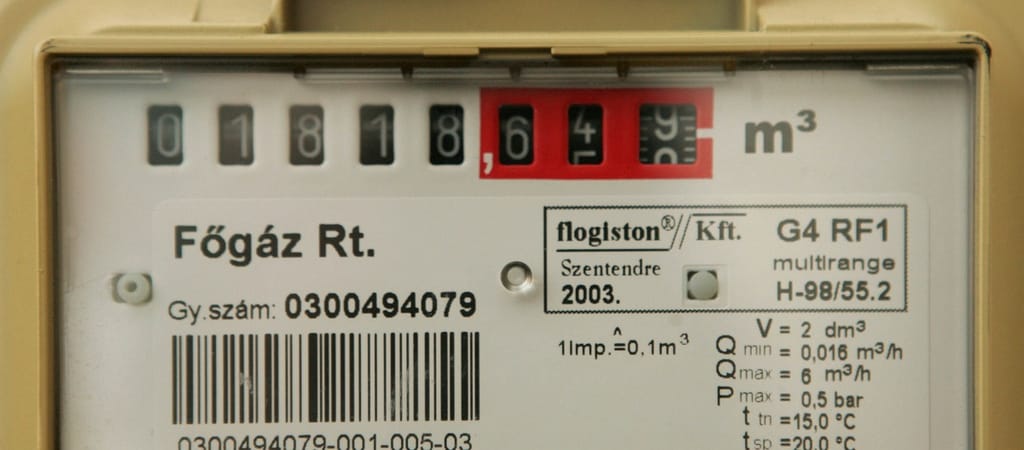 01818,649 m³
Főgáz Rt.
Gy.szám: 0300494079
0300494079-001-005-03
flogiston®// Kft.
Szentendre
2003.
G4 RF1
multirange
H-98/55.2
1Imp.≙0,1m³
V = 2 dm³
Q min = 0,016 m³/h
Q max = 6 m³/h
P max = 0,5 bar
t tn =15,0 °C
t sp =20,0 °C